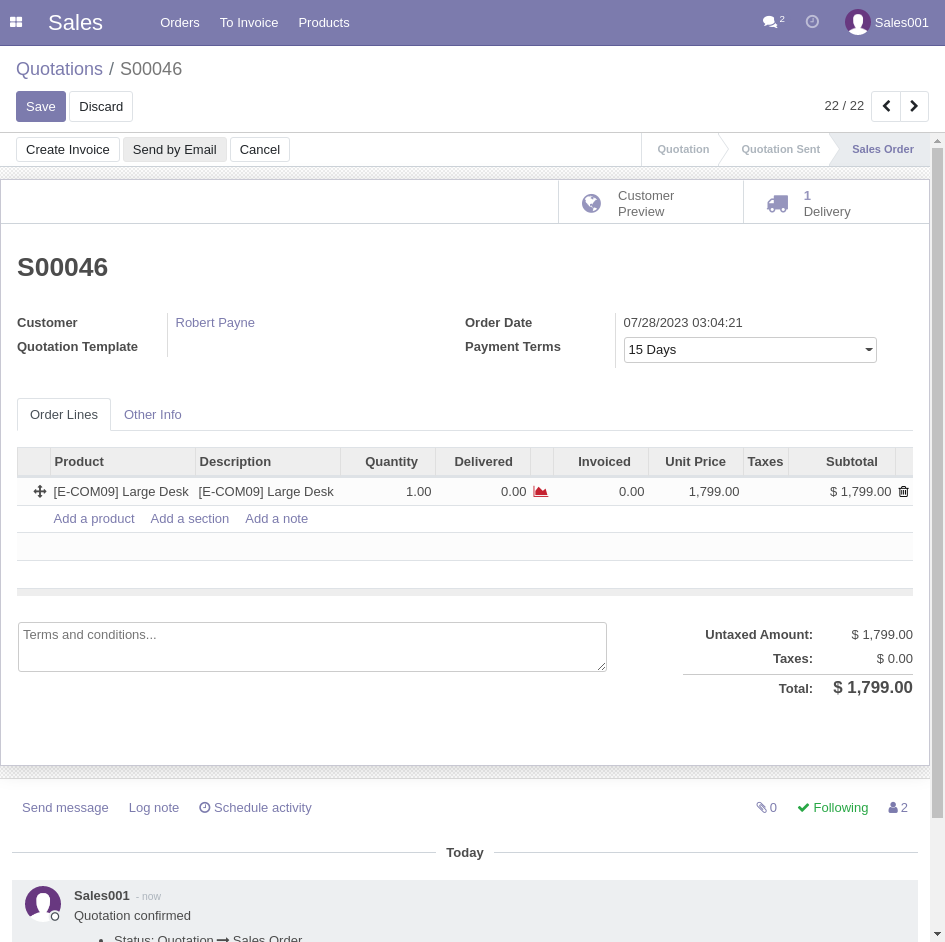 Sales Orders To Invoice Products 2 Sales001
Quotations / S00046
Save Discard 22 / 22
Create Invoice Send by Email Cancel Quotation Quotation Sent Sales Order
Customer Preview 1 Delivery
S00046
Customer Robert Payne Order Date 07/28/2023 03:04:21
Quotation Template Payment Terms 15 Days
Order Lines Other Info
Product Description Quantity Delivered Invoiced Unit Price Taxes Subtotal
[E-COM09] Large Desk [E-COM09] Large Desk 1.00 0.00 0.00 1,799.00 $ 1,799.00
Add a product Add a section Add a note
Terms and conditions... Untaxed Amount: $ 1,799.00
Taxes: $ 0.00
Total: $ 1,799.00
Send message Log note Schedule activity 0 Following 2
Today
Sales001 - now
Quotation confirmed
• Status: Quotation → Sales Order